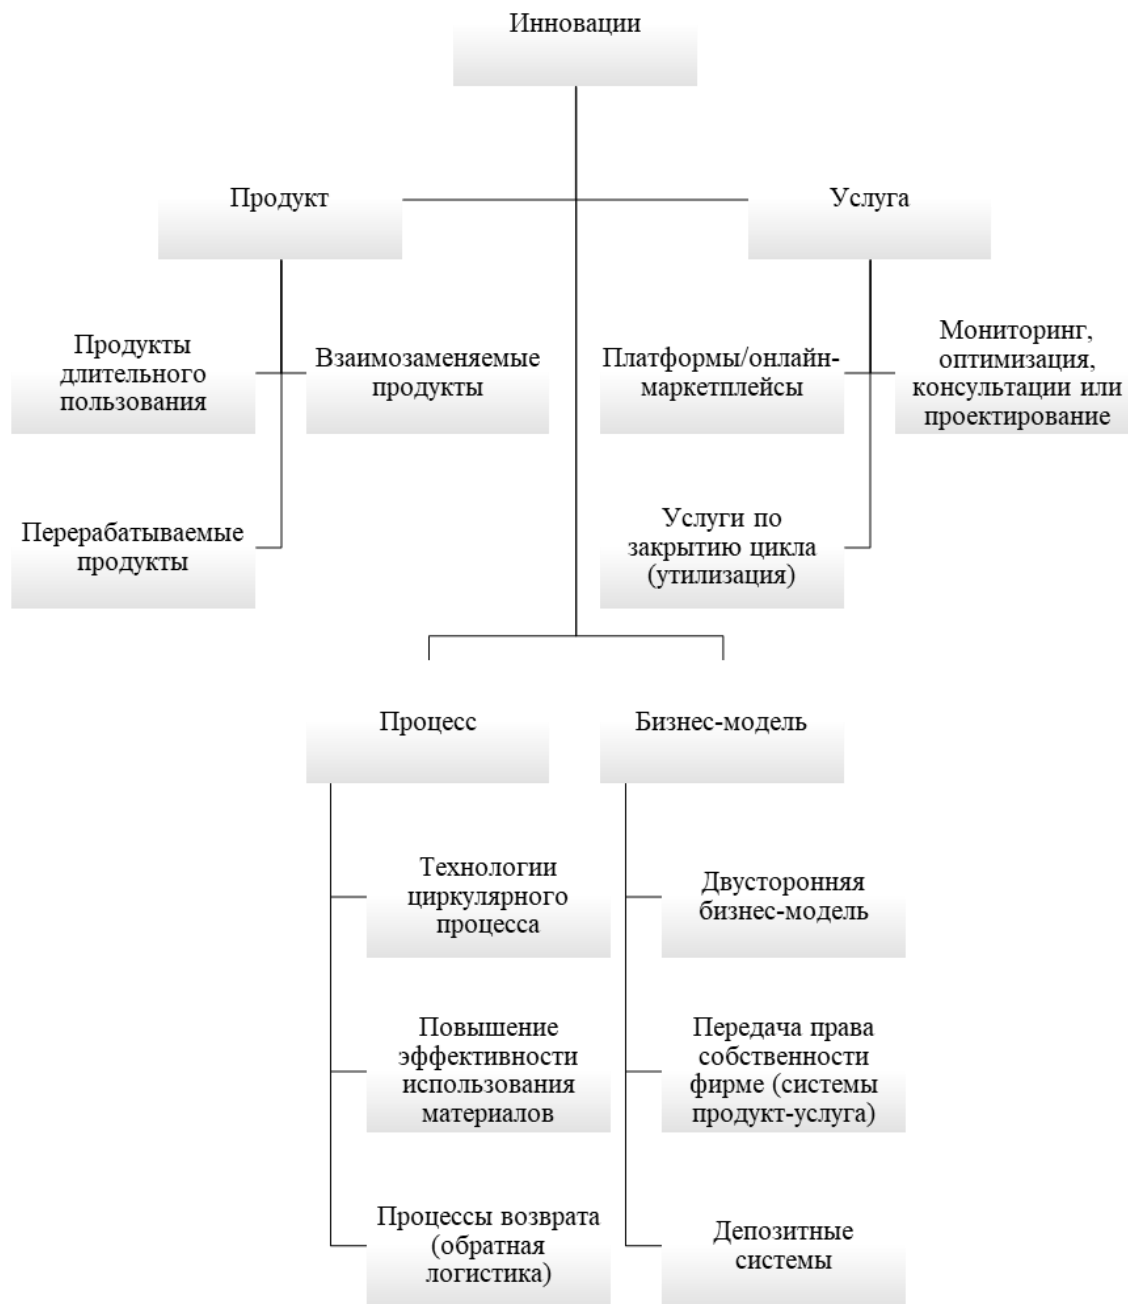 Инновации
Продукт
Услуга
Продукты
длительного
пользования
Взаимозаменяемые
продукты
Платформы/онлайн-
маркетплейсы
Мониторинг,
оптимизация,
консультации или
проектирование
Перерабатываемые
продукты
Услуги по
закрытию цикла
(утилизация)
Процесс
Бизнес-модель
Технологии
циркулярного
процесса
Двусторонняя
бизнес-модель
Повышение
эффективности
использования
материалов
Передача права
собственности
фирме (системы
продукт-услуга)
Процессы возврата
(обратная
логистика)
Депозитные
системы